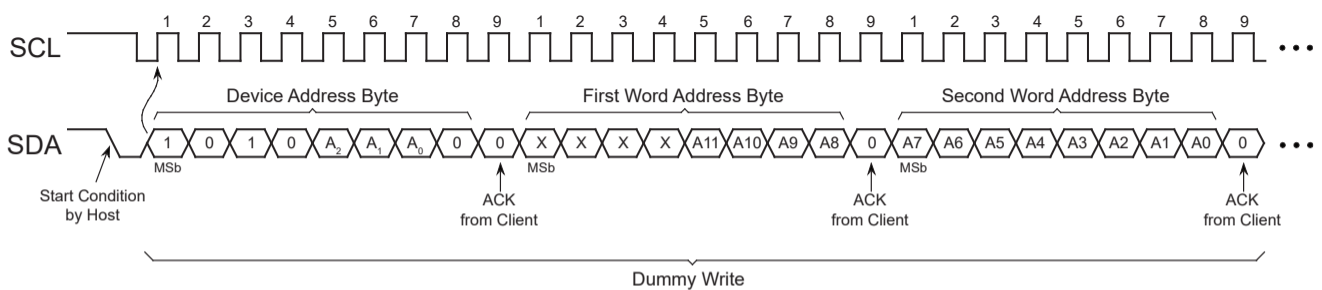 1 2 3 4 5 6 7 8 9 1 2 3 4 5 6 7 8 9 1 2 3 4 5 6 7 8 9
SCL
Device Address Byte First Word Address Byte Second Word Address Byte
SDA 1 0 1 0 A₂ A₁ A₀ 0 0 X X X X A11 A10 A9 A8 0 A7 A6 A5 A4 A3 A2 A1 A0 0
MSb MSb MSb
Start Condition
by Host
ACK
from Client
ACK
from Client
ACK
from Client
Dummy Write